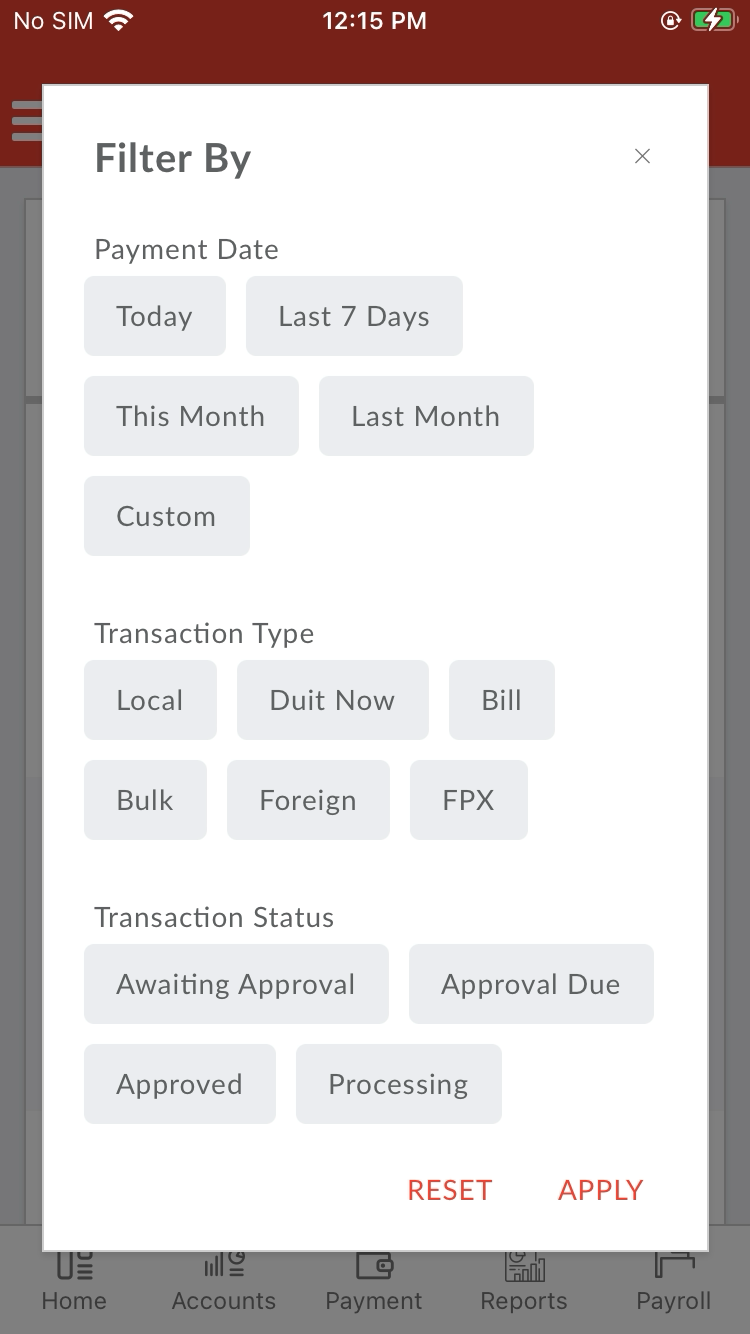 No SIM 12:15 PM
Filter By
Payment Date
Today Last 7 Days
This Month Last Month
Custom
Transaction Type
Local Duit Now Bill
Bulk Foreign FPX
Transaction Status
Awaiting Approval Approval Due
Approved Processing
RESET APPLY
Home Accounts Payment Reports Payroll